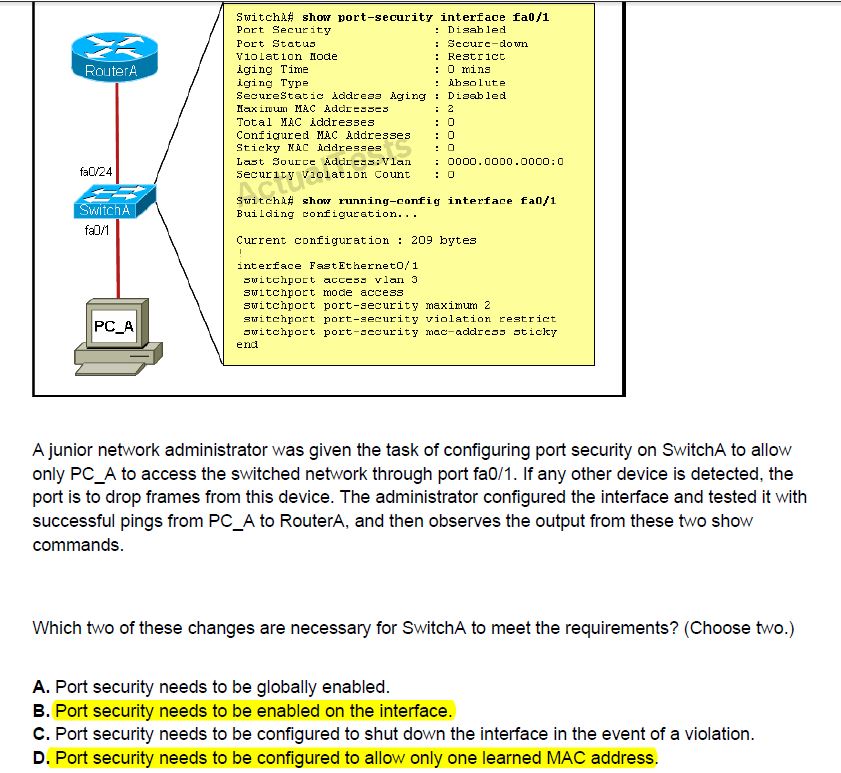 SwitchA# show port-security interface fa0/1
Port Security : Disabled
Port Status : Secure-down
Violation Mode : Restrict
Aging Time : 0 mins
Aging Type : Absolute
SecureStatic Address Aging : Disabled
Maximum MAC Addresses : 2
Total MAC Addresses : 0
Configured MAC Addresses : 0
Sticky MAC Addresses : 0
Last Source Address:Vlan : 0000.0000.0000:0
Security Violation Count : 0
SwitchA# show running-config interface fa0/1
Building configuration...
Current configuration : 209 bytes
!
interface FastEthernet0/1
switchport access vlan 3
switchport mode access
switchport port-security maximum 2
switchport port-security violation restrict
switchport port-security mac-address sticky
end
ActualTests
RouterA
fa0/24
SwitchA
fa0/1
PC_A
A junior network administrator was given the task of configuring port security on SwitchA to allow
only PC_A to access the switched network through port fa0/1. If any other device is detected, the
port is to drop frames from this device. The administrator configured the interface and tested it with
successful pings from PC_A to RouterA, and then observes the output from these two show
commands.
Which two of these changes are necessary for SwitchA to meet the requirements? (Choose two.)
A. Port security needs to be globally enabled.
B. Port security needs to be enabled on the interface.
C. Port security needs to be configured to shut down the interface in the event of a violation.
D. Port security needs to be configured to allow only one learned MAC address.